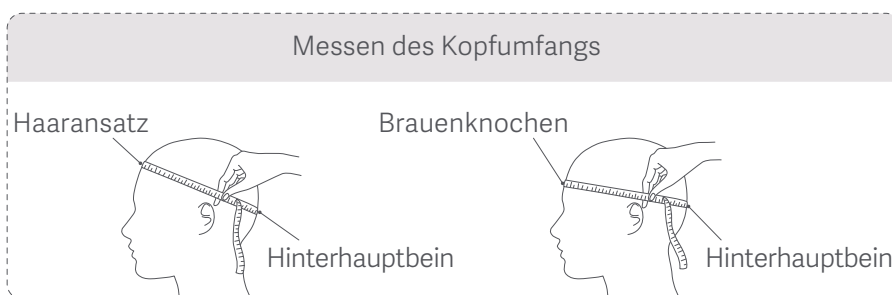 Messen des Kopfumfangs
Haaransatz
Brauenknochen
Hinterhauptbein
Hinterhauptbein